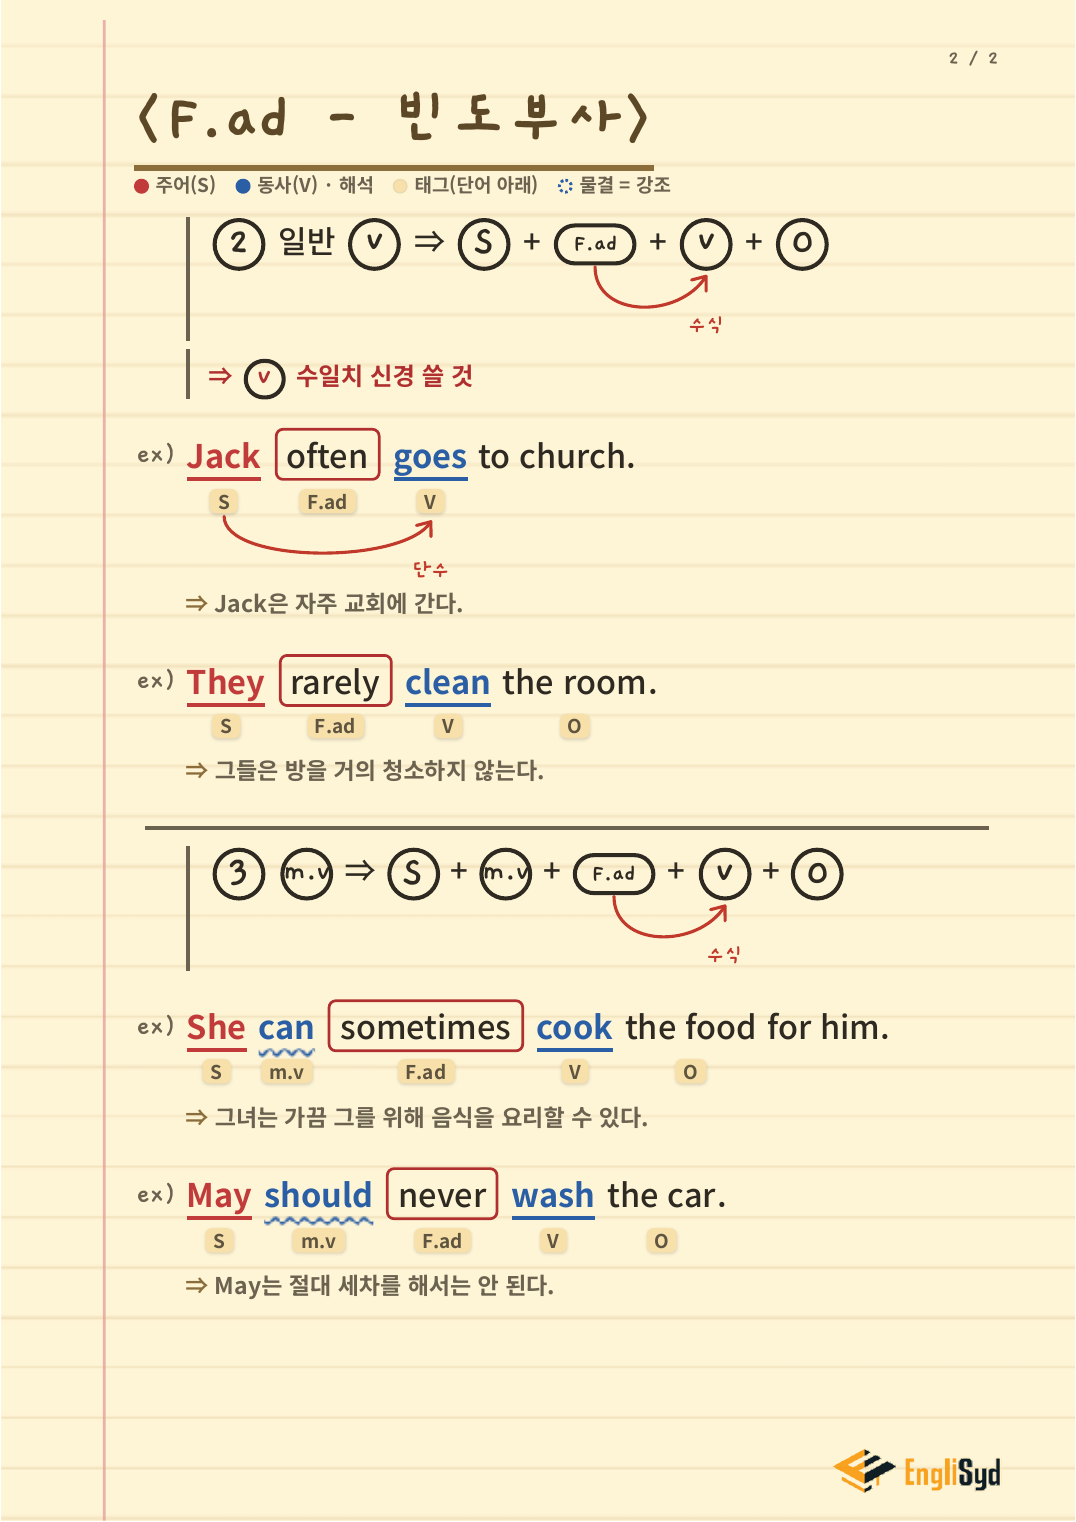 2 / 2
<F.ad - 빈도부사>
주어(S) 동사(V) · 해석 태그(단어 아래) 물결 = 강조
2 일반 v ⇒ S + F.ad + v + O
수식
⇒ v 수일치 신경 쓸 것
ex) Jack often goes to church.
S F.ad V
단수
⇒ Jack은 자주 교회에 간다.
ex) They rarely clean the room.
S F.ad V O
⇒ 그들은 방을 거의 청소하지 않는다.
3 m.v ⇒ S + m.v + F.ad + v + O
수식
ex) She can sometimes cook the food for him.
S m.v F.ad V O
⇒ 그녀는 가끔 그를 위해 음식을 요리할 수 있다.
ex) May should never wash the car.
S m.v F.ad V O
⇒ May는 절대 세차를 해서는 안 된다.
EngliSyd